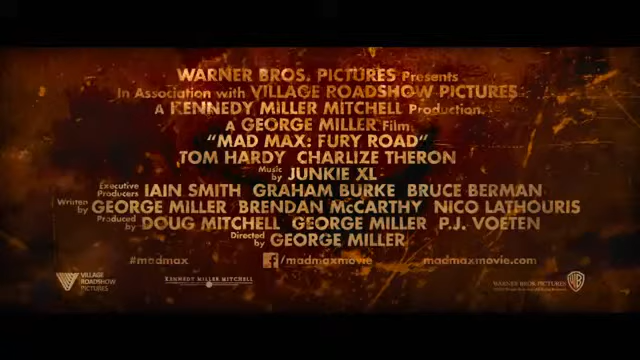 WARNER BROS. PICTURES Presents
In Association with VILLAGE ROADSHOW PICTURES
A KENNEDY MILLER MITCHELL Production
A GEORGE MILLER Film
"MAD MAX: FURY ROAD"
TOM HARDY CHARLIZE THERON
Music by JUNKIE XL
Executive Producers IAIN SMITH GRAHAM BURKE BRUCE BERMAN
Written by GEORGE MILLER BRENDAN McCARTHY NICO LATHOURIS
Produced by DOUG MITCHELL GEORGE MILLER P.J. VOETEN
Directed by GEORGE MILLER
#madmax f/madmaxmovie madmaxmovie.com
VILLAGE ROADSHOW PICTURES
KENNEDY MILLER MITCHELL
WARNER BROS. PICTURES
WB